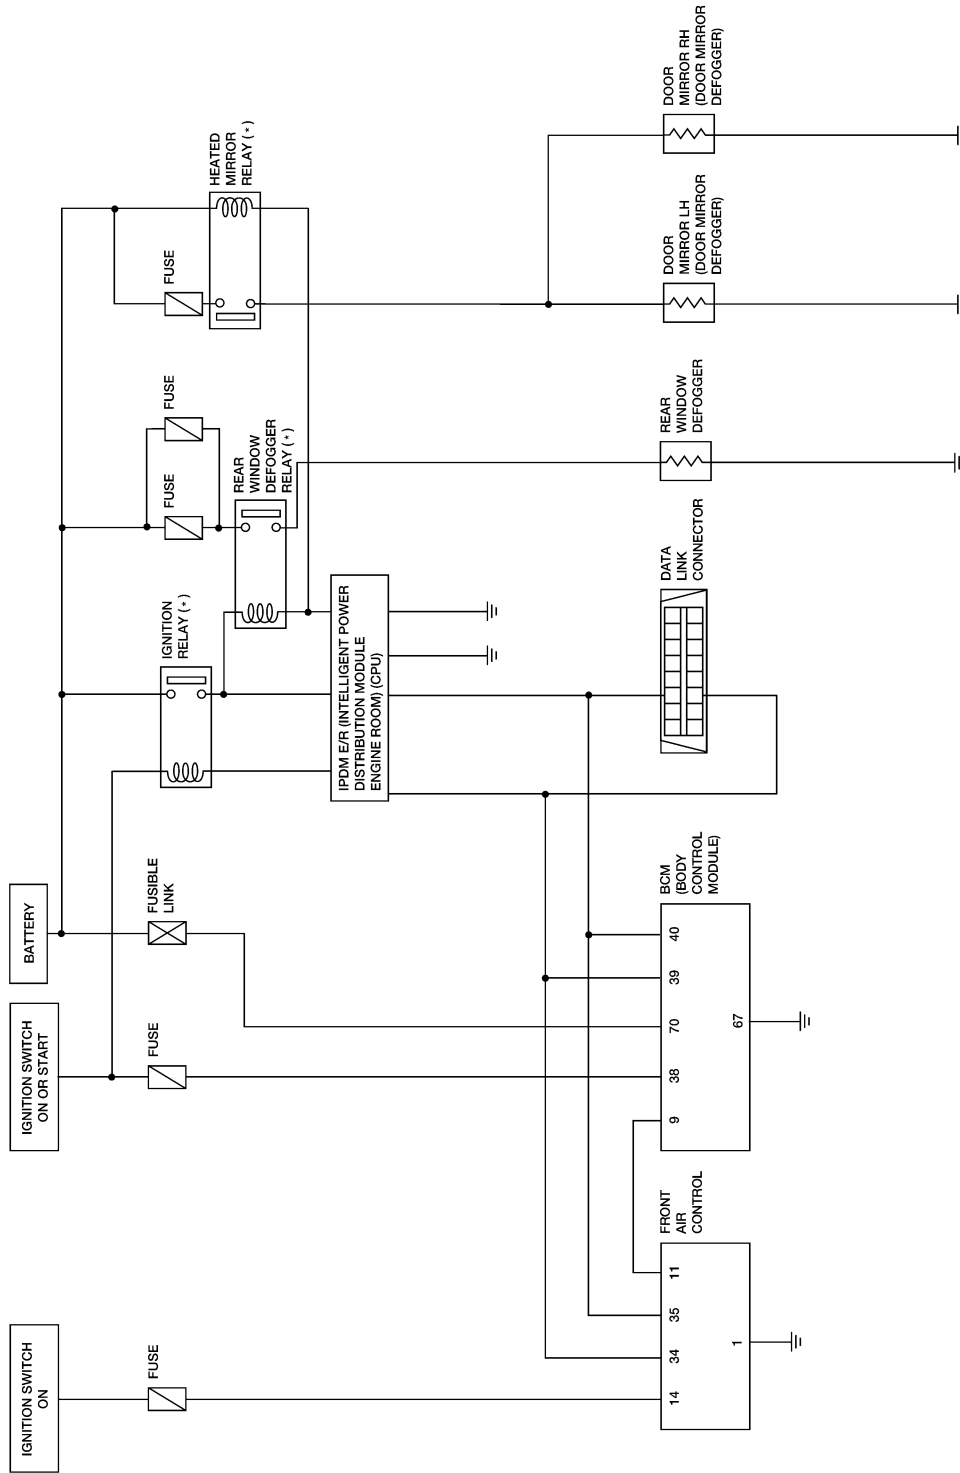 IGNITION SWITCH
ON
IGNITION SWITCH
ON OR START
BATTERY
FUSE
FUSE
FUSIBLE
LINK
IGNITION
RELAY (*)
FUSE
FUSE
FUSE
HEATED
MIRROR
RELAY (*)
REAR
WINDOW
DEFOGGER
RELAY (*)
IPDM E/R (INTELLIGENT POWER
DISTRIBUTION MODULE
ENGINE ROOM) (CPU)
FRONT
AIR
CONTROL
14
34
35
11
1
BCM
(BODY
CONTROL
MODULE)
9
38
70
39
40
67
DATA
LINK
CONNECTOR
REAR
WINDOW
DEFOGGER
DOOR
MIRROR LH
(DOOR MIRROR
DEFOGGER)
DOOR
MIRROR RH
(DOOR MIRROR
DEFOGGER)